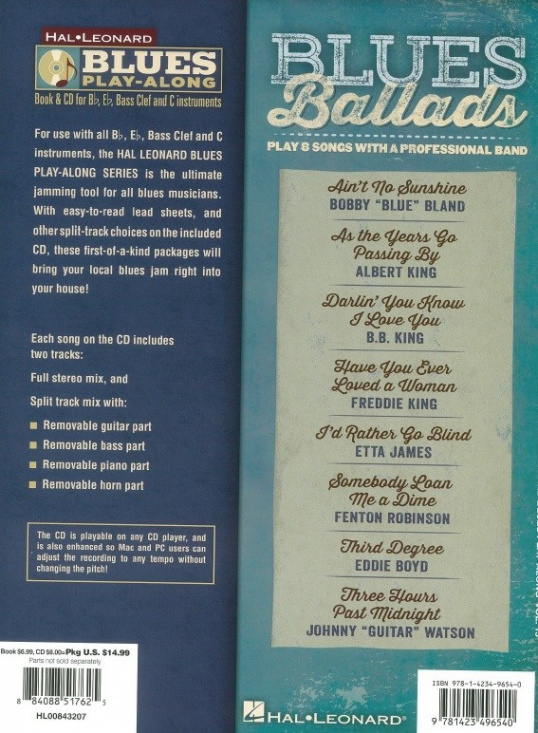 HAL•LEONARD
BLUES
PLAY-ALONG
Book & CD for B♭, E♭, Bass Clef and C instruments
For use with all B♭, E♭, Bass Clef and C
instruments, the HAL LEONARD BLUES
PLAY-ALONG SERIES is the ultimate
jamming tool for all blues musicians.
With easy-to-read lead sheets, and
other split-track choices on the included
CD, these first-of-a-kind packages will
bring your local blues jam right into
your house!
Each song on the CD includes
two tracks:
Full stereo mix, and
Split track mix with:
Removable guitar part
Removable bass part
Removable piano part
Removable horn part
The CD is playable on any CD player, and
is also enhanced so Mac and PC users can
adjust the recording to any tempo without
changing the pitch!
Book $6.99, CD $8.00=Pkg U.S. $14.99
Parts not sold separately
8 84088 51762 5
HL00843207
BLUES
Ballads
PLAY 8 SONGS WITH A PROFESSIONAL BAND
Ain't No Sunshine
BOBBY "BLUE" BLAND
As the Years Go
Passing By
ALBERT KING
Darlin' You Know
I Love You
B.B. KING
Have You Ever
Loved a Woman
FREDDIE KING
I'd Rather Go Blind
ETTA JAMES
Somebody Loan
Me a Dime
FENTON ROBINSON
Third Degree
EDDIE BOYD
Three Hours
Past Midnight
JOHNNY "GUITAR" WATSON
HAL•LEONARD®
ISBN 978-1-4234-9654-0
9 781423 496540